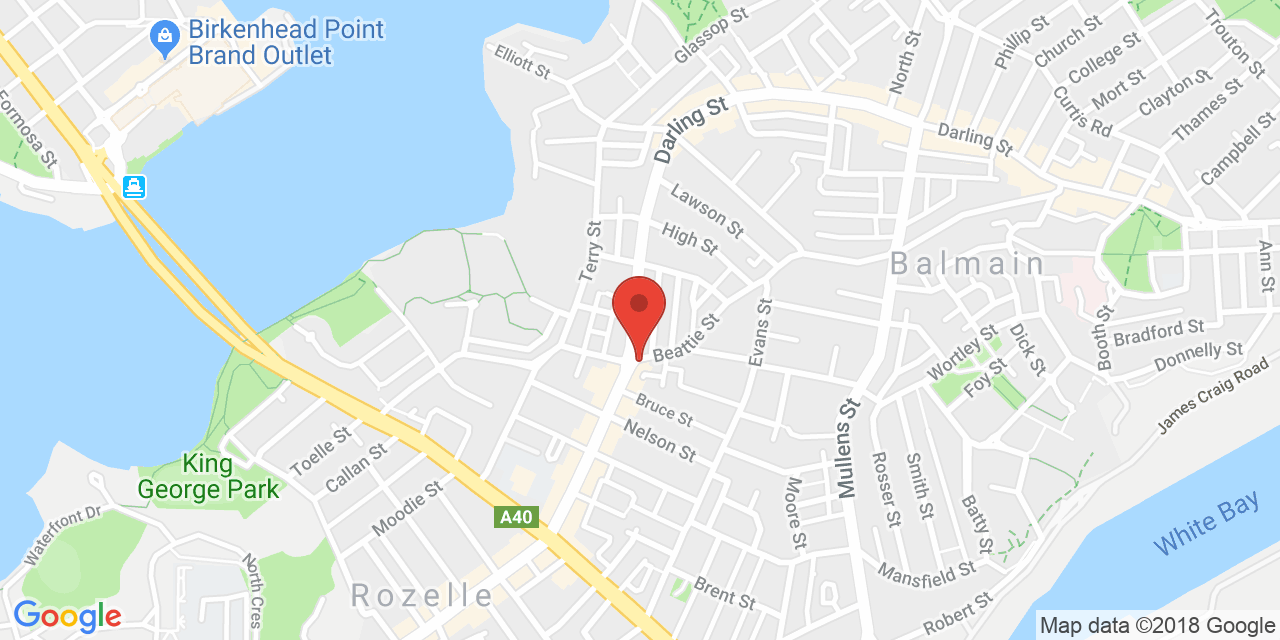 Birkenhead Point
Brand Outlet
Formosa St
Elliott St
Glassop St
Darling St
North St
Phillip St
Church St
College St
Mort St
Trouton St
Clayton St
Thames St
Curtis Rd
Campbell St
Darling St
Lawson St
High St
Terry St
Balmain
Ann St
Beattie St
Evans St
Booth St
Bradford St
Donnelly St
Dick St
Wortley St
Foy St
James Craig Road
Bruce St
Nelson St
Mullens St
Toelle St
Callan St
King
George Park
Moodie St
A40
Moore St
Rosser St
Smith St
Batty St
White Bay
Waterfront Dr
North Cres
Rozelle
Brent St
Mansfield St
Robert St
Google
Map data ©2018 Google